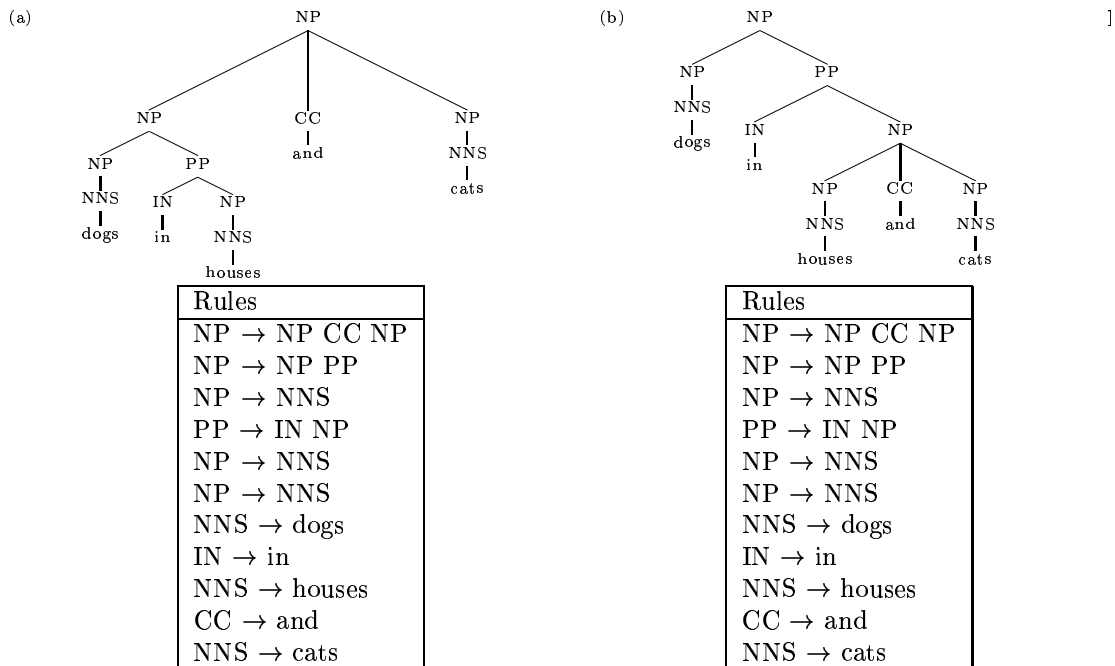 (a)
NP
NP CC NP
and
NP PP
NNS
cats
NNS IN NP
dogs in NNS
houses
Rules
NP → NP CC NP
NP → NP PP
NP → NNS
PP → IN NP
NP → NNS
NP → NNS
NNS → dogs
IN → in
NNS → houses
CC → and
NNS → cats
(b)
NP
NP PP
NNS
IN NP
dogs
in
NP CC NP
NNS and NNS
houses cats
Rules
NP → NP CC NP
NP → NP PP
NP → NNS
PP → IN NP
NP → NNS
NP → NNS
NNS → dogs
IN → in
NNS → houses
CC → and
NNS → cats